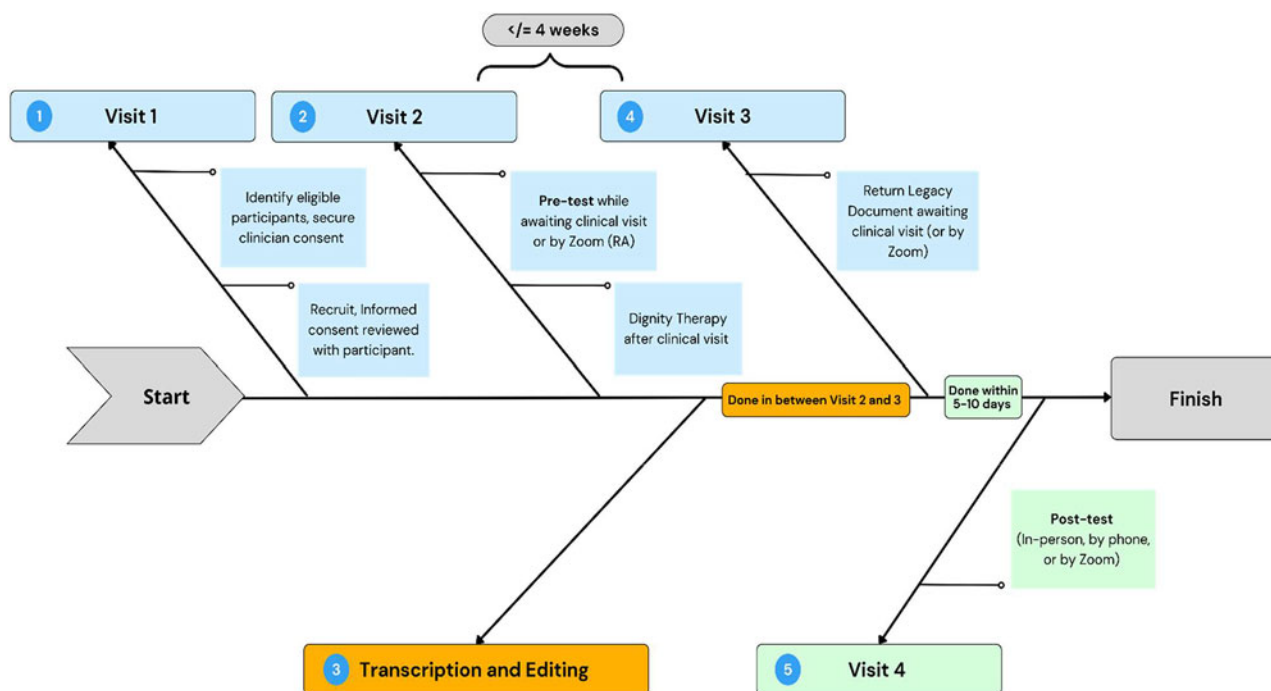 </= 4 weeks
1 Visit 1
2 Visit 2
4 Visit 3
Identify eligible
participants, secure
clinician consent
Recruit, Informed
consent reviewed
with participant.
Pre-test while
awaiting clinical visit
or by Zoom (RA)
Dignity Therapy
after clinical visit
Return Legacy
Document awaiting
clinical visit (or by
Zoom)
Start
Done in between Visit 2 and 3
Done within
5-10 days
Finish
Post-test
(In-person, by phone,
or by Zoom)
3 Transcription and Editing
5 Visit 4